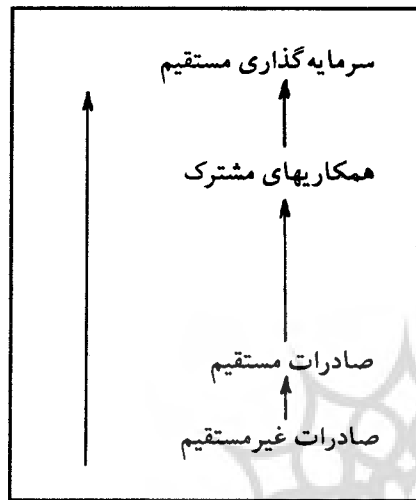 سرمایه‌گذاری مستقیم
همکاریهای مشترک
صادرات مستقیم
صادرات غیرمستقیم